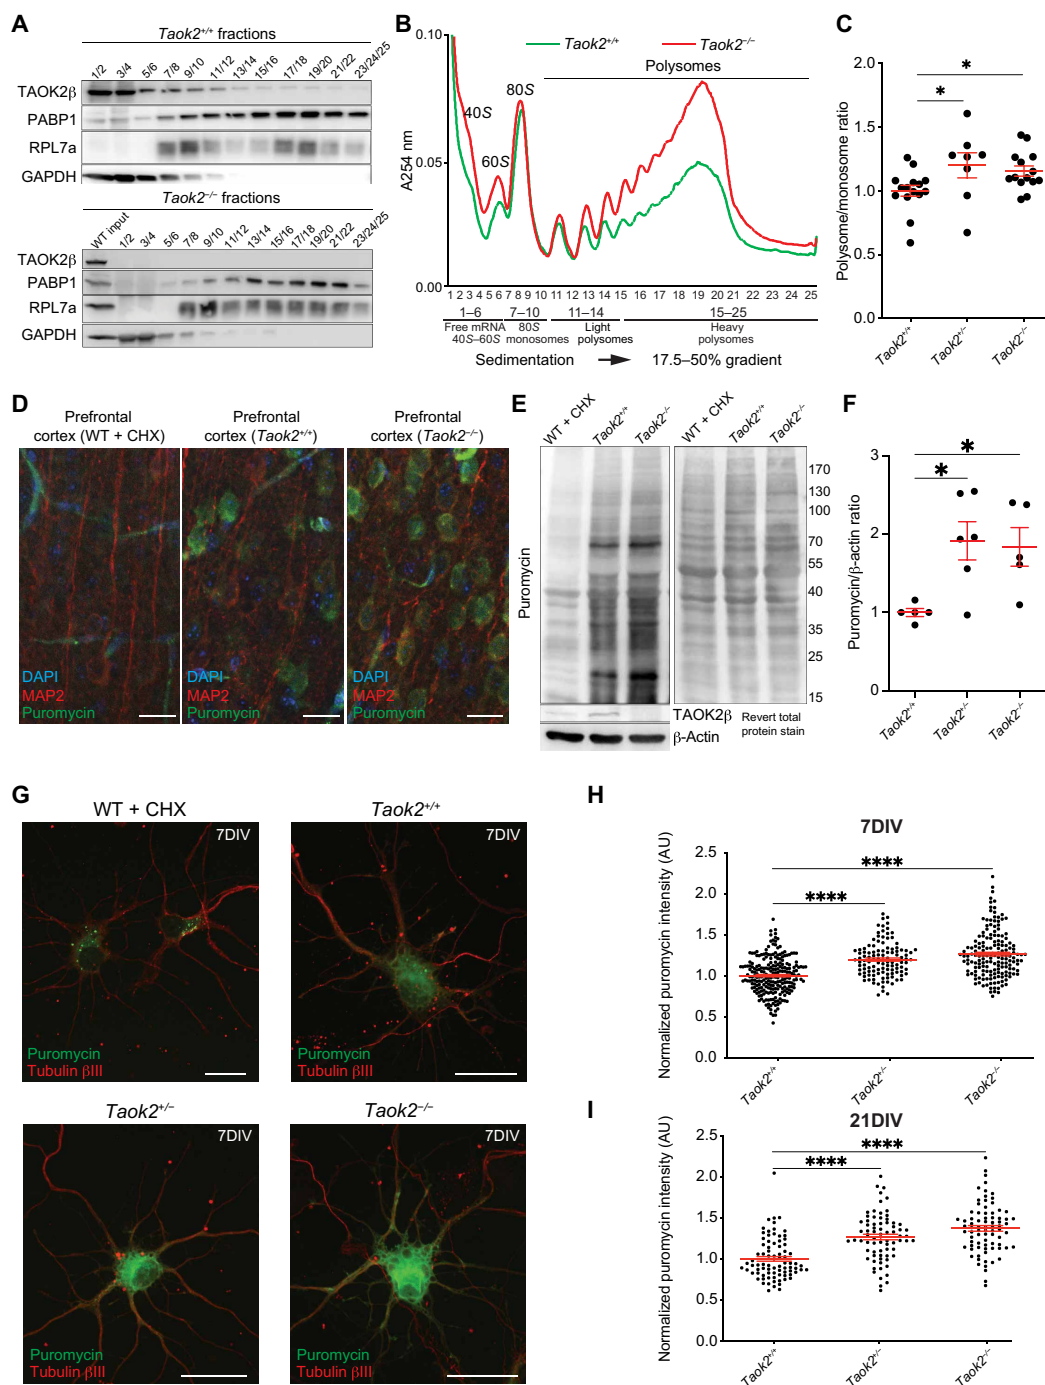 A
Taok2+/+ fractions
1/2 3/4 5/6 7/8 9/10 11/12 13/14 15/16 17/18 19/20 21/22 23/24/25
TAOK2β
PABP1
RPL7a
GAPDH
Taok2−/− fractions
WT input 1/2 3/4 5/6 7/8 9/10 11/12 13/14 15/16 17/18 19/20 21/22 23/24/25
TAOK2β
PABP1
RPL7a
GAPDH
B
Taok2+/+ Taok2−/−
Polysomes
A254 nm
0.10
0.05
0.00
40S
60S
80S
1 2 3 4 5 6 7 8 9 10 11 12 13 14 15 16 17 18 19 20 21 22 23 24 25
1–6 7–10 11–14 15–25
Free mRNA 80S Light Heavy
40S–60S monosomes polysomes polysomes
Sedimentation 17.5–50% gradient
C
Polysome/monosome ratio
2.0
1.5
1.0
0.5
0.0
*
*
Taok2+/+ Taok2+/− Taok2−/−
D
Prefrontal cortex (WT + CHX)
Prefrontal cortex (Taok2+/+)
Prefrontal cortex (Taok2−/−)
DAPI
MAP2
Puromycin
DAPI
MAP2
Puromycin
DAPI
MAP2
Puromycin
E
WT + CHX Taok2+/+ Taok2−/−
WT + CHX Taok2+/+ Taok2−/−
Puromycin
170
130
100
70
55
40
35
25
15
TAOK2β
β-Actin
Revert total
protein stain
F
Puromycin/β-actin ratio
3
2
1
0
*
*
Taok2+/+ Taok2+/− Taok2−/−
G
WT + CHX
7DIV
Puromycin
Tubulin βIII
Taok2+/+
7DIV
Puromycin
Tubulin βIII
Taok2+/−
7DIV
Puromycin
Tubulin βIII
Taok2−/−
7DIV
Puromycin
Tubulin βIII
H
7DIV
Normalized puromycin intensity (AU)
2.5
2.0
1.5
1.0
0.5
0.0
****
****
Taok2+/+ Taok2+/− Taok2−/−
I
21DIV
Normalized puromycin intensity (AU)
2.5
2.0
1.5
1.0
0.5
0.0
****
****
Taok2+/+ Taok2+/− Taok2−/−